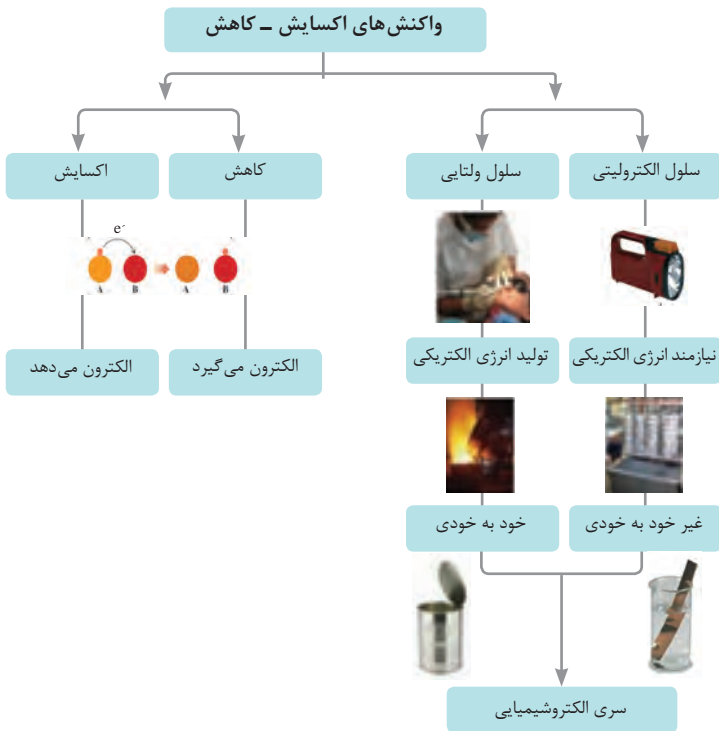 واکنش‌های اکسایش ــ کاهش
سلول الکترولیتی
سلول ولتایی
کاهش
اکسایش
e-
A
B
A
B
نیازمند انرژی الکتریکی
تولید انرژی الکتریکی
الکترون می‌گیرد
الکترون می‌دهد
غیر خود به خودی
خود به خودی
سری الکتروشیمیایی